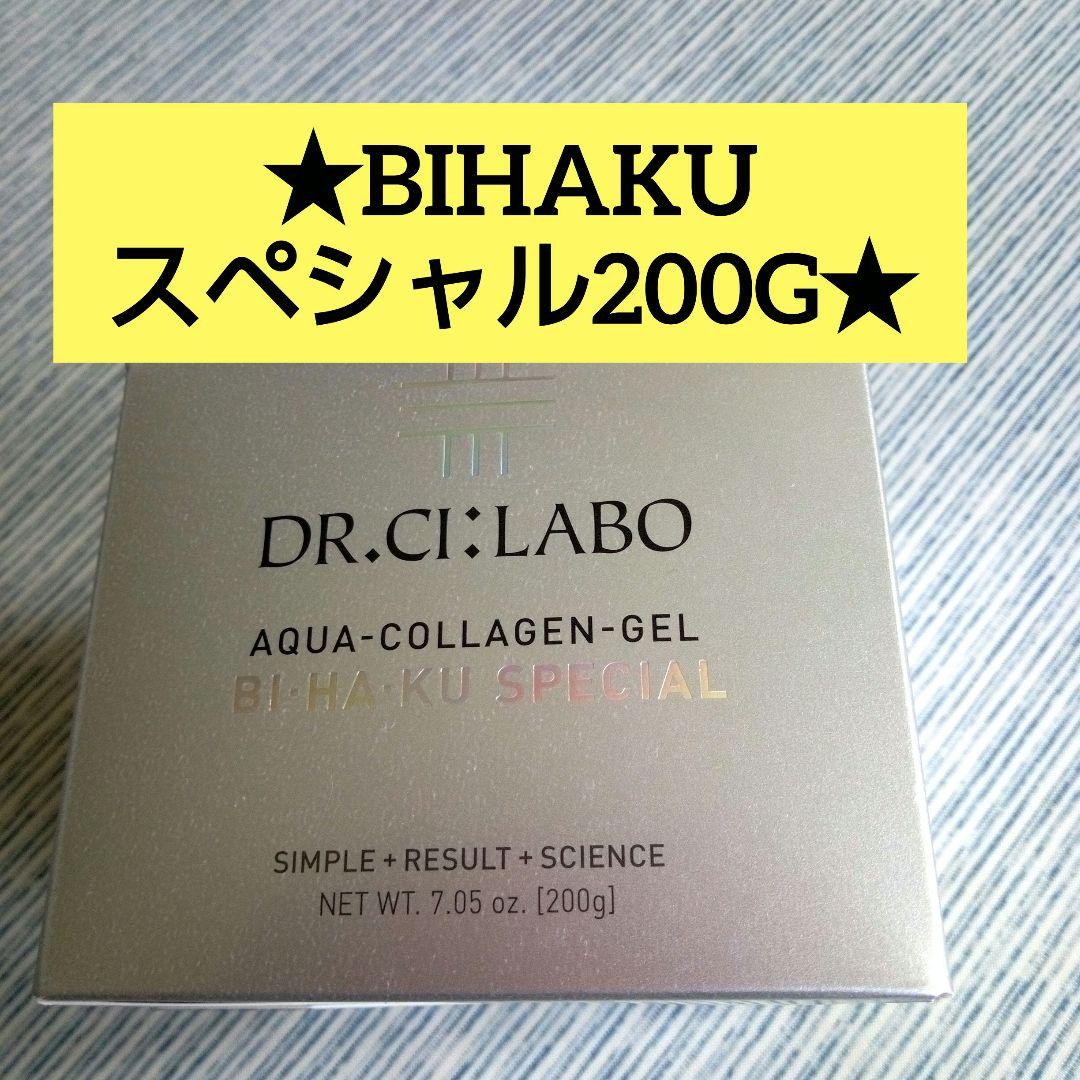 ★BIHAKU
スペシャル200G★
DR.CI:LABO
AQUA-COLLAGEN-GEL
BI·HA·KU SPECIAL
SIMPLE + RESULT + SCIENCE
NET WT. 7.05 oz. [200g]